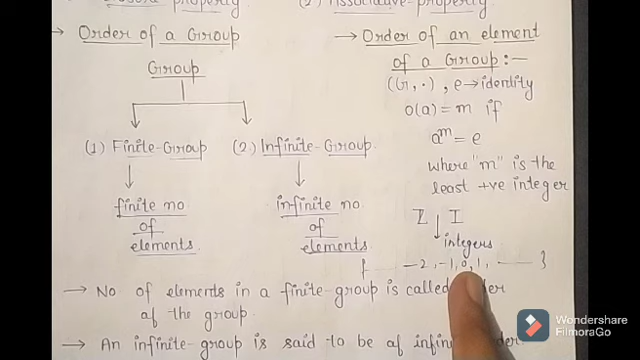 Associative-property
→ Order of a Group
Group
(1) Finite-Group (2) Infinite-Group
finite no
of
elements
infinite no
of
elements
→ Order of an element
of a Group :-
(G, ·), e → identity
o(a) = m if
a^m = e
where "m" is the
least +ve integer
Z I
integers
{ -2, -1, 0, 1, }
→ No of elements in a finite-group is called
of the group.
→ An infinite-group is said to be of
Wondershare
FilmoraGo